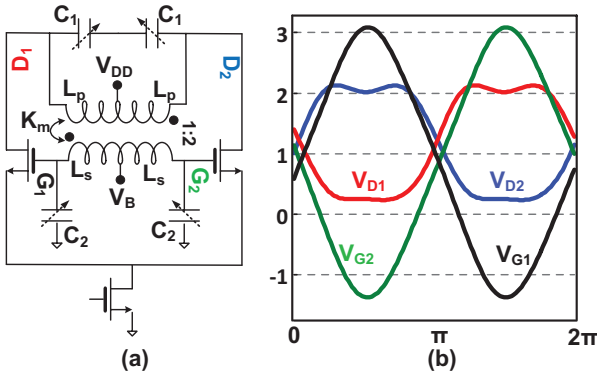 C1 C1
D1
D2
VDD
Lp Lp
Km
1:2
G1
Ls Ls
G2
VB
C2
C2
(a)
3
2
1
0
-1
VD1
VD2
VG2
VG1
0 π 2π
(b)